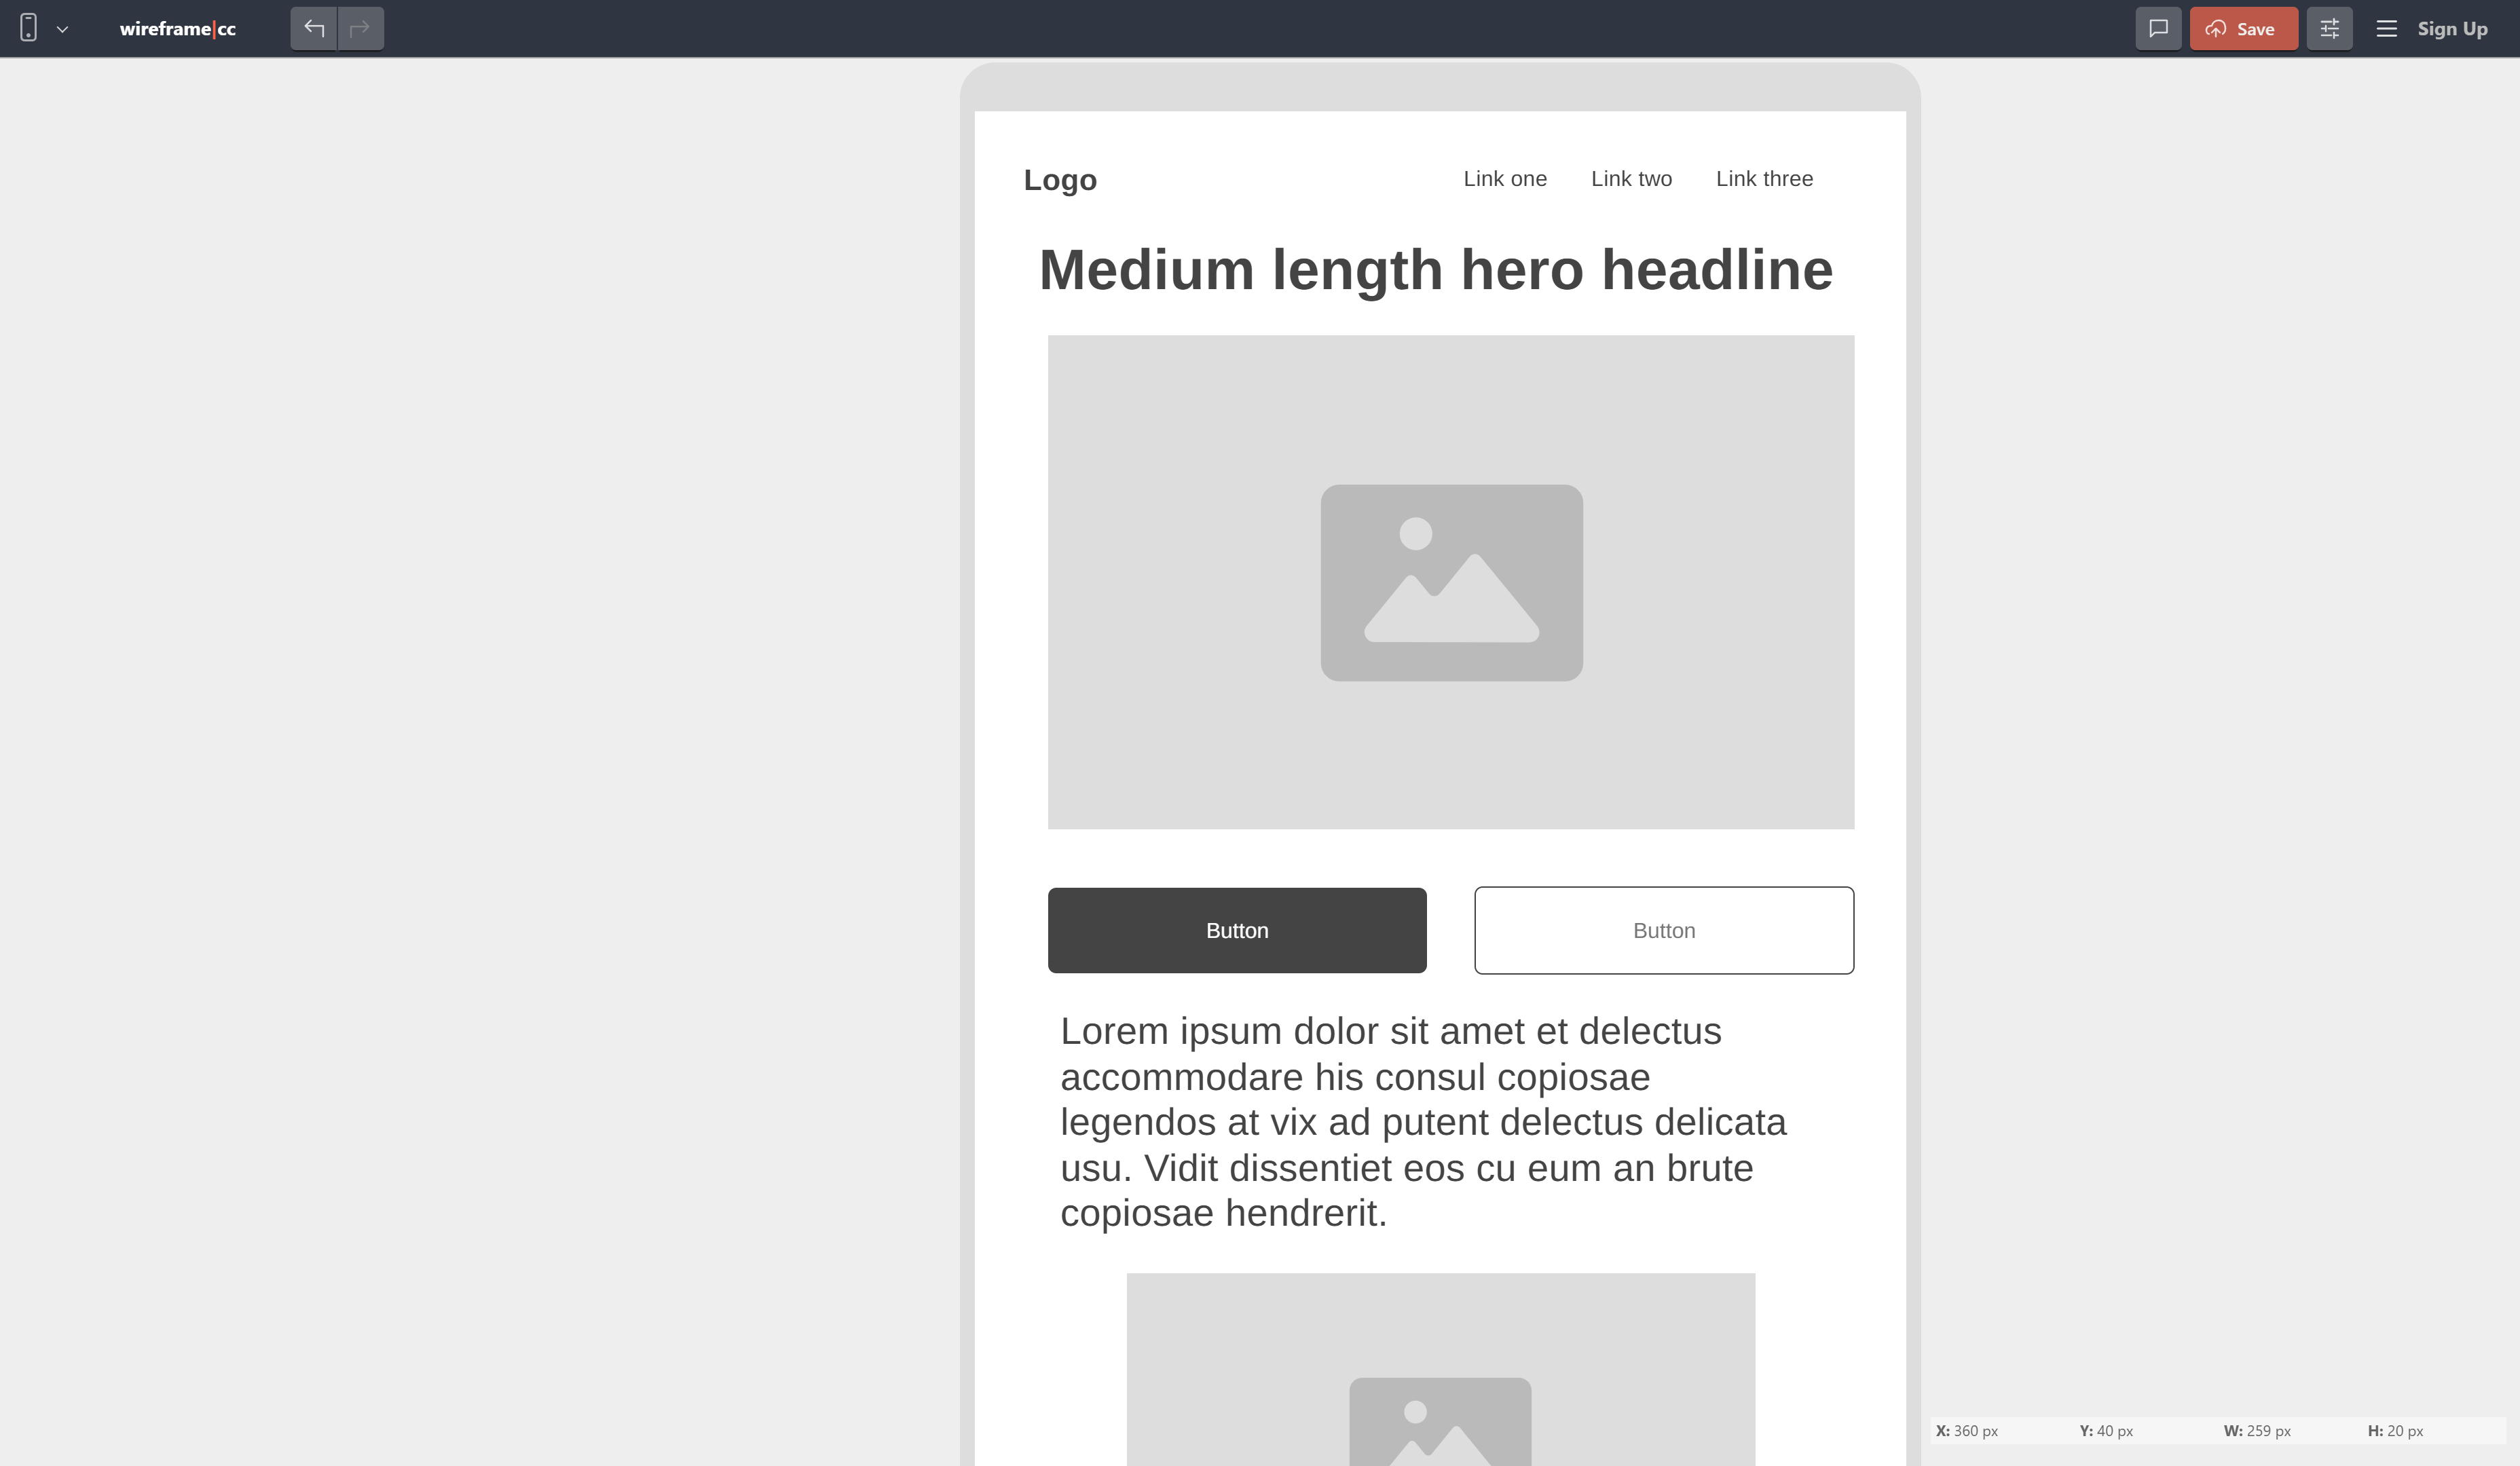 wireframe|cc
Save
Sign Up
Logo
Link one Link two Link three
Medium length hero headline
Button
Button
Lorem ipsum dolor sit amet et delectus
accommodare his consul copiosae
legendos at vix ad putent delectus delicata
usu. Vidit dissentiet eos cu eum an brute
copiosae hendrerit.
X: 360 px Y: 40 px W: 259 px H: 20 px